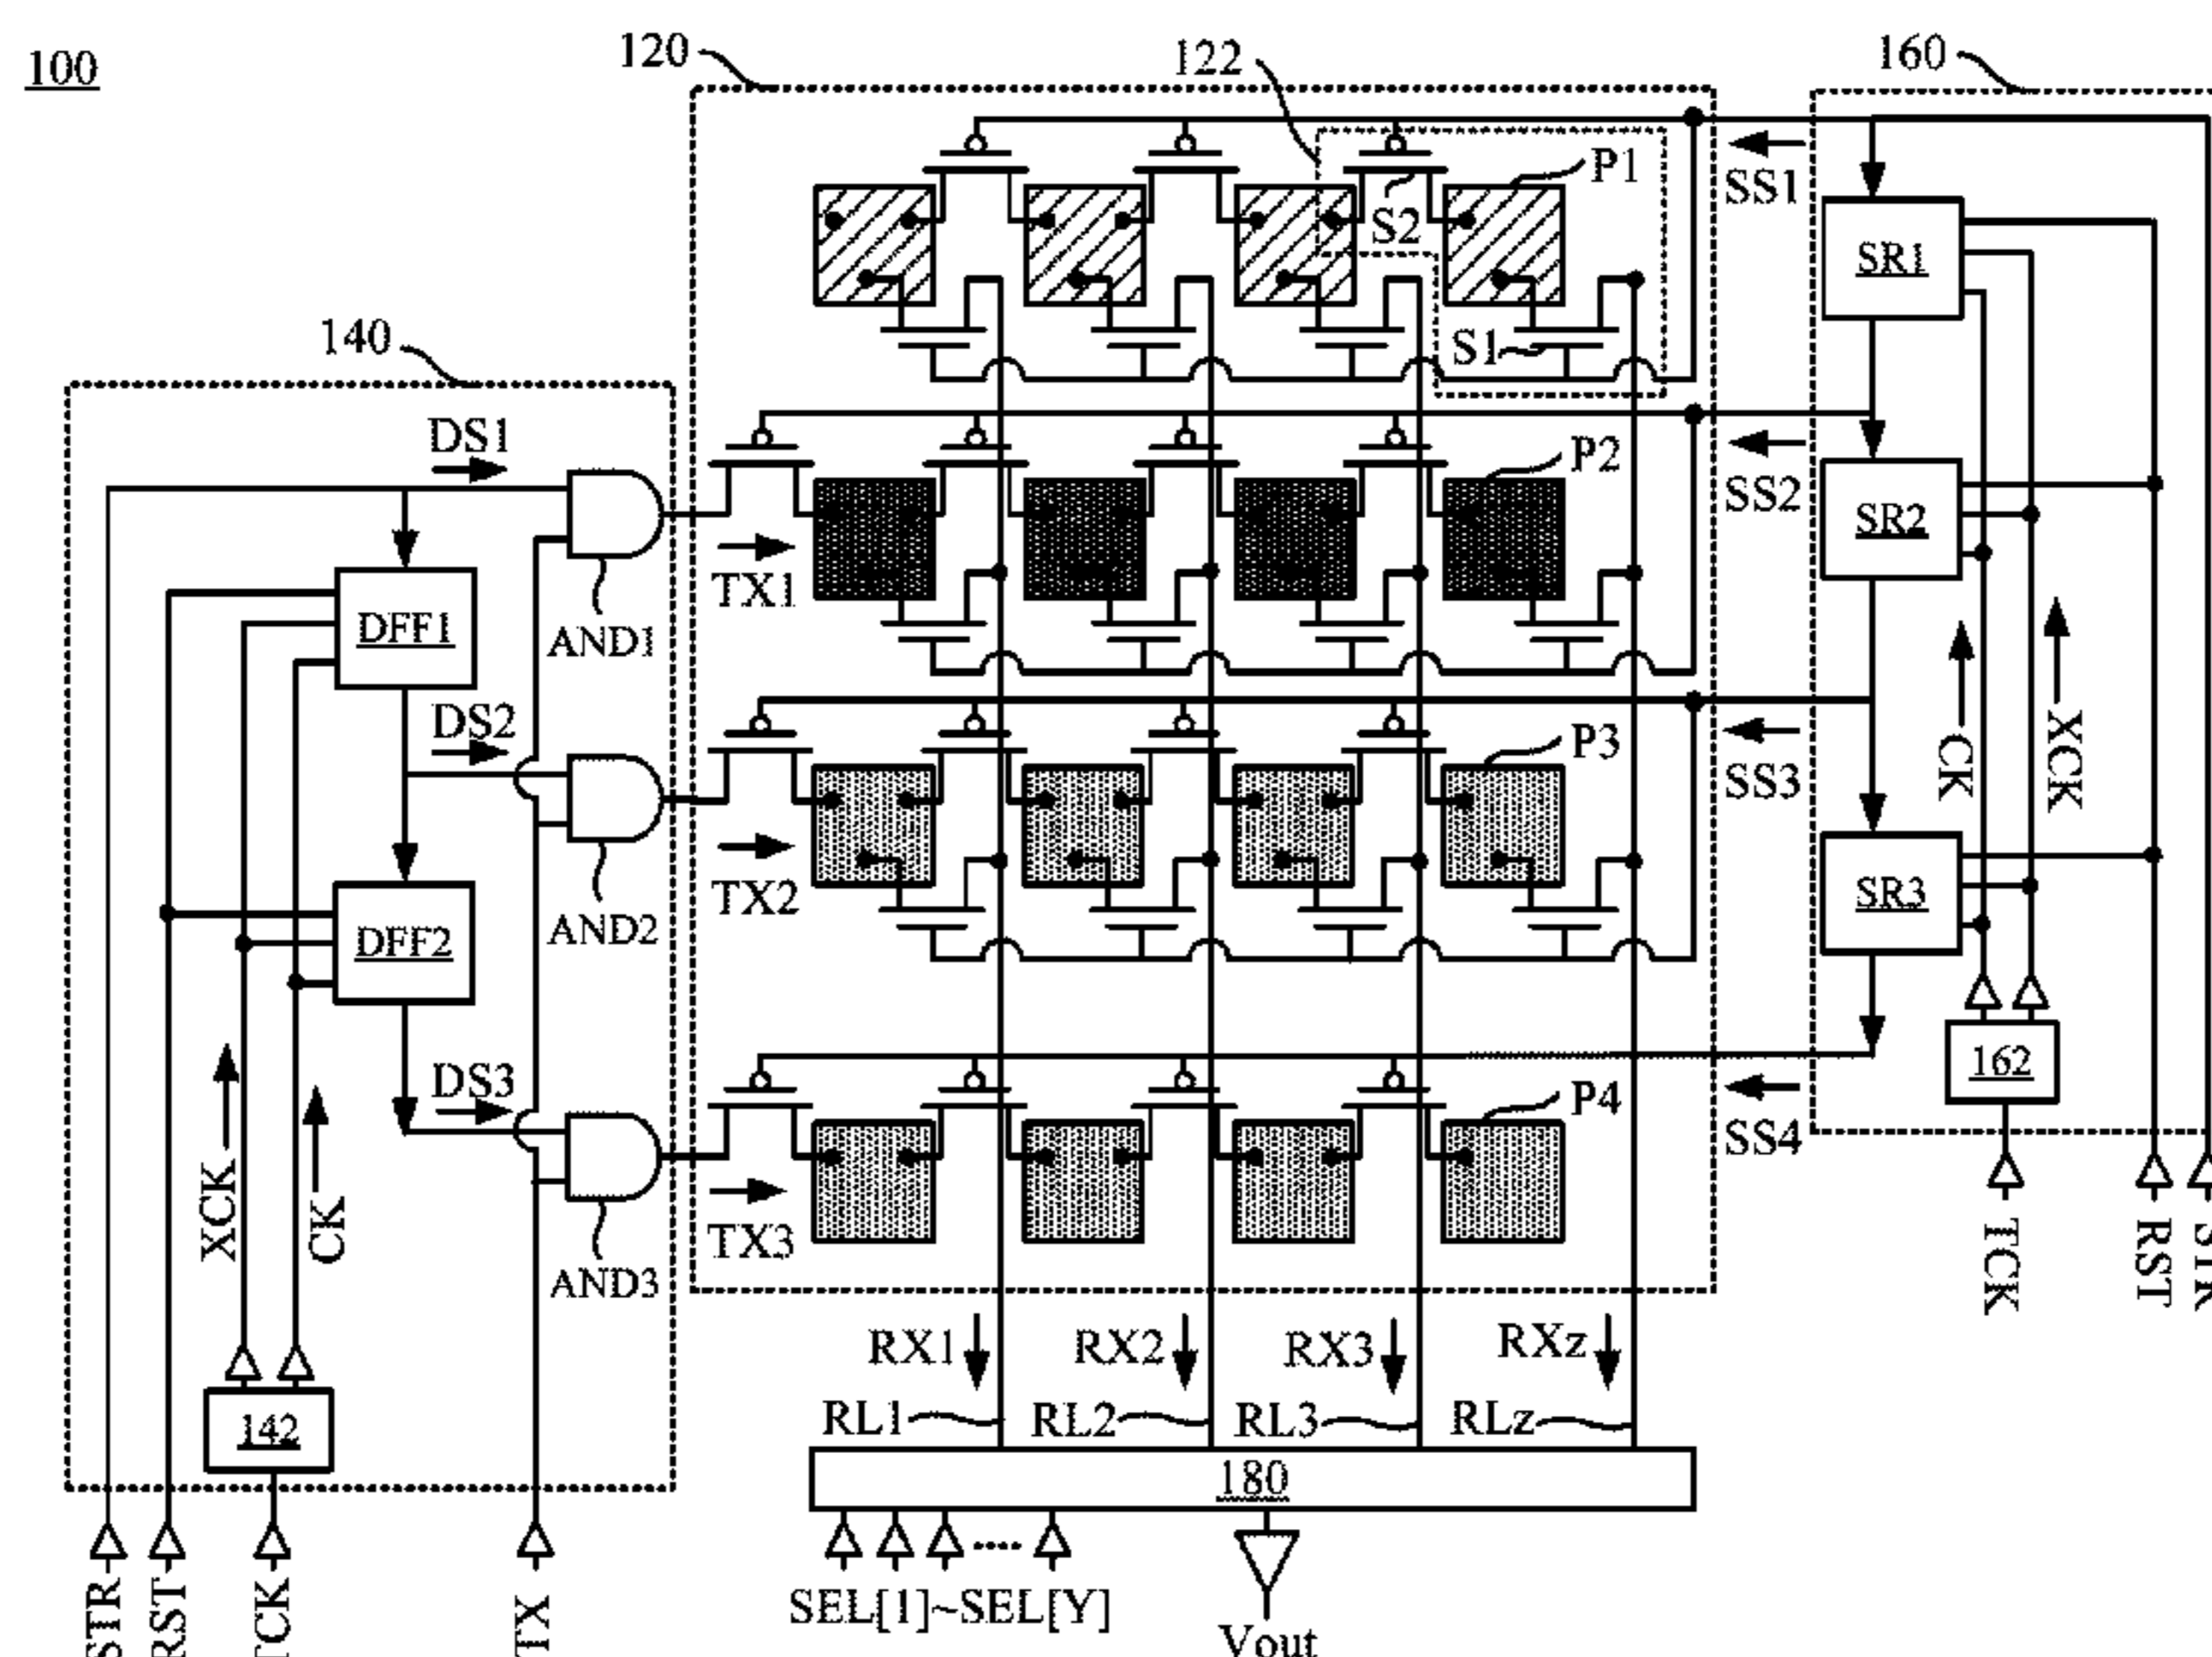 100
120
122
160
P1
SS1
S2
SR1
140
S1
DS1
P2
SS2
SR2
TX1
DFF1
AND1
DS2
P3
SS3
CK
XCK
TX2
SR3
DFF2
AND2
162
DS3
P4
SS4
XCK
CK
TX3
AND3
TCK
RST
STR
RX1
RX2
RX3
RXz
RL1
RL2
RL3
RLz
142
180
STR
RST
TCK
TX
SEL[1]~SEL[Y]
Vout